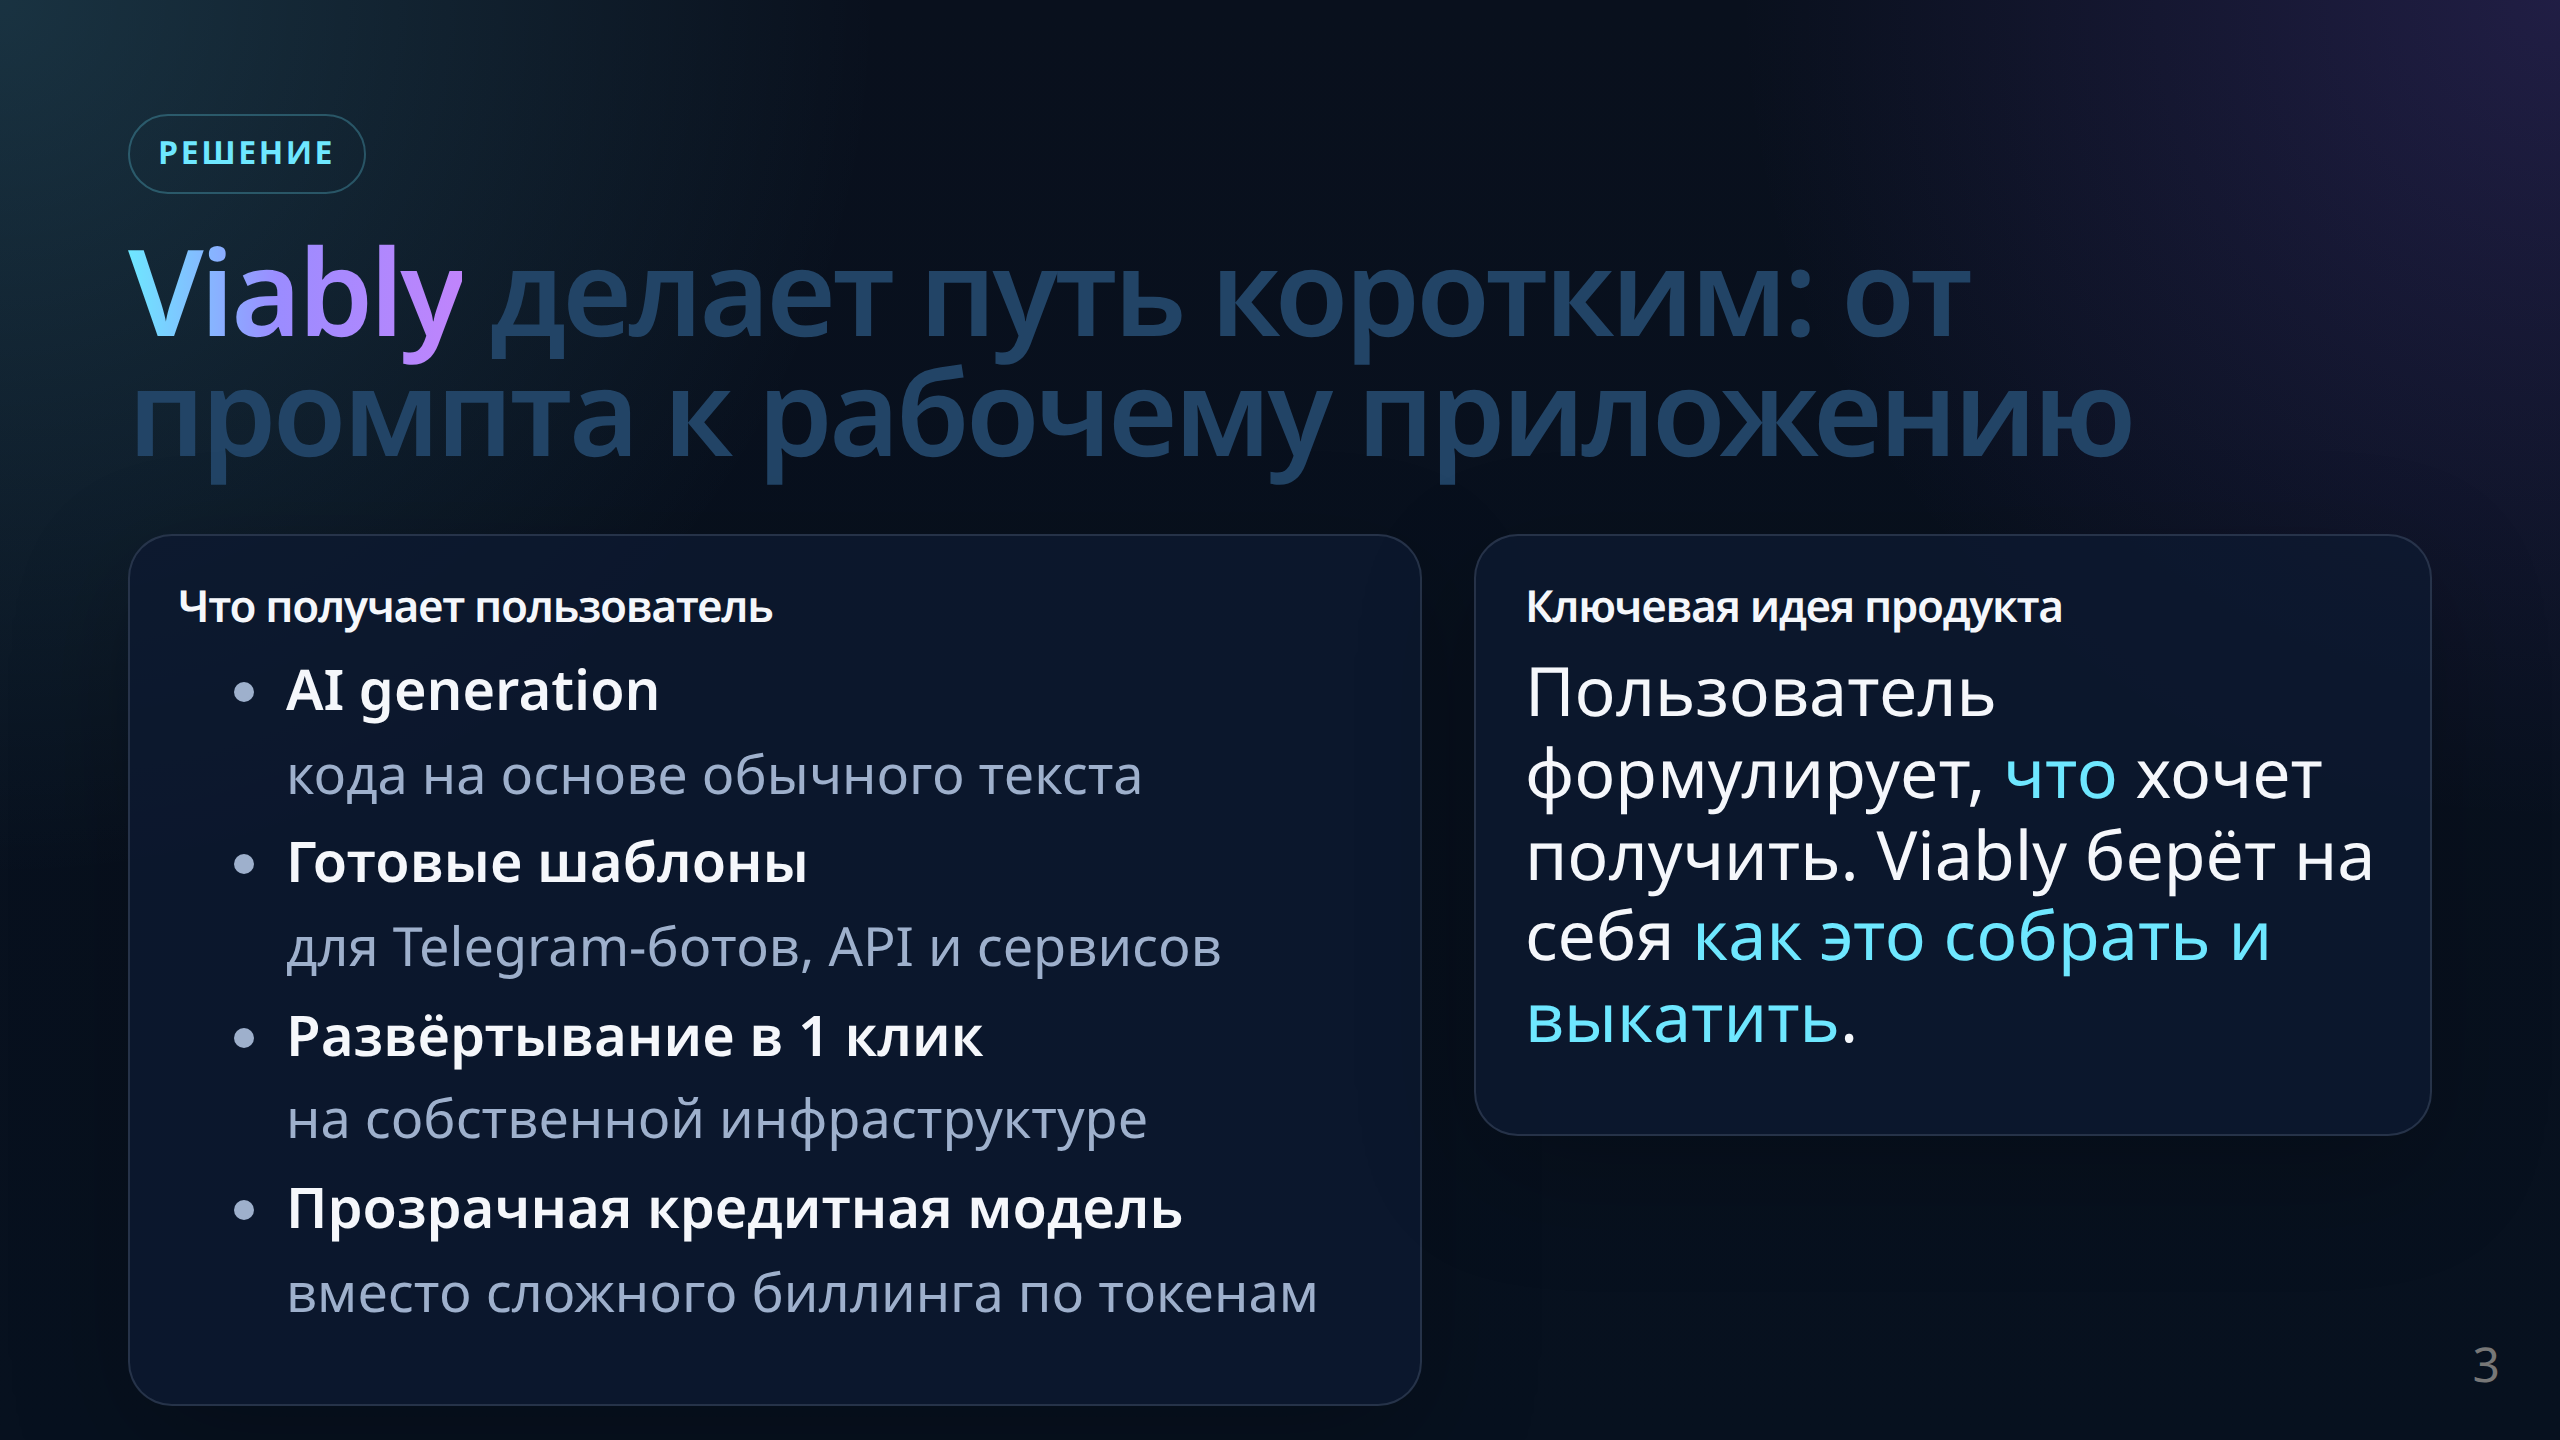 РЕШЕНИЕ
Viably делает путь коротким: от
промпта к рабочему приложению
Что получает пользователь
AI generation
кода на основе обычного текста
Готовые шаблоны
для Telegram-ботов, API и сервисов
Развёртывание в 1 клик
на собственной инфраструктуре
Прозрачная кредитная модель
вместо сложного биллинга по токенам
Ключевая идея продукта
Пользователь
формулирует, что хочет
получить. Viably берёт на
себя как это собрать и
выкатить.
3